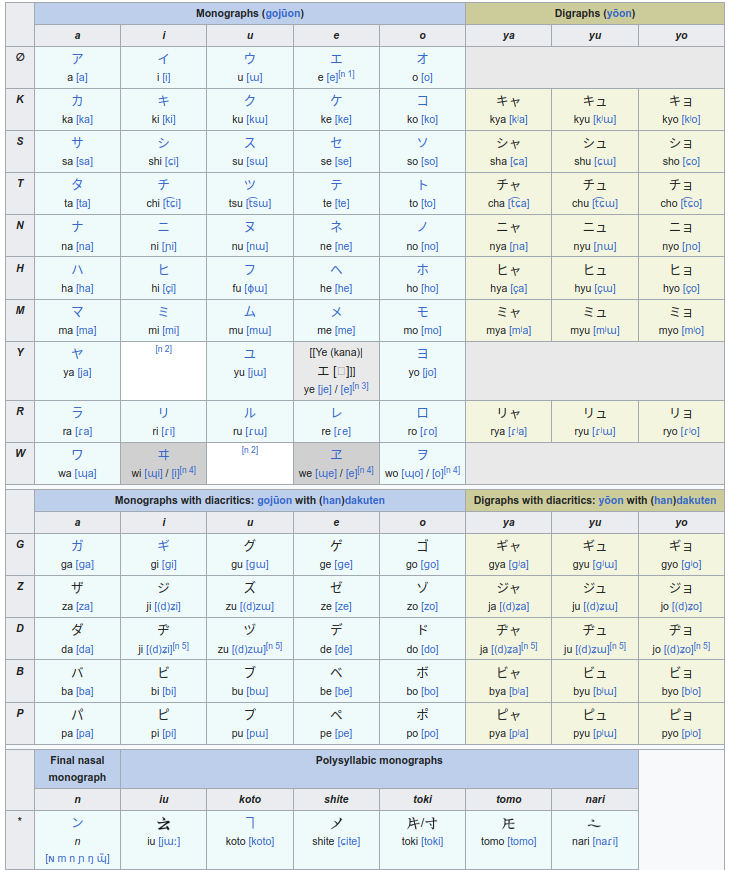 Monographs (gojūon) Digraphs (yōon)
a i u e o ya yu yo
∅ ア イ ウ エ オ
a [a] i [i] u [ɯ] e [e][n 1] o [o]
K カ キ ク ケ コ キャ キュ キョ
ka [ka] ki [ki] ku [kɯ] ke [ke] ko [ko] kya [kʲa] kyu [kʲɯ] kyo [kʲo]
S サ シ ス セ ソ シャ シュ ショ
sa [sa] shi [ɕi] su [sɯ] se [se] so [so] sha [ɕa] shu [ɕɯ] sho [ɕo]
T タ チ ツ テ ト チャ チュ チョ
ta [ta] chi [t͡ɕi] tsu [t͡sɯ] te [te] to [to] cha [t͡ɕa] chu [t͡ɕɯ] cho [t͡ɕo]
N ナ ニ ヌ ネ ノ ニャ ニュ ニョ
na [na] ni [ɲi] nu [nɯ] ne [ne] no [no] nya [ɲa] nyu [ɲɯ] nyo [ɲo]
H ハ ヒ フ ヘ ホ ヒャ ヒュ ヒョ
ha [ha] hi [çi] fu [ɸɯ] he [he] ho [ho] hya [ça] hyu [çɯ] hyo [ço]
M マ ミ ム メ モ ミャ ミュ ミョ
ma [ma] mi [mi] mu [mɯ] me [me] mo [mo] mya [mʲa] myu [mʲɯ] myo [mʲo]
Y ヤ [n 2] ユ [[Ye (kana)| ヨ
ya [ja] yu [jɯ] エ [□]]] yo [jo]
ye [je] / [e][n 3]
R ラ リ ル レ ロ リャ リュ リョ
ra [ɾa] ri [ɾi] ru [ɾɯ] re [ɾe] ro [ɾo] rya [ɾʲa] ryu [ɾʲɯ] ryo [ɾʲo]
W ワ ヰ [n 2] ヱ ヲ
wa [ɰa] wi [ɰi] / [i][n 4] we [ɰe] / [e][n 4] wo [ɰo] / [o][n 4]
Monographs with diacritics: gojūon with (han)dakuten Digraphs with diacritics: yōon with (han)dakuten
a i u e o ya yu yo
G ガ ギ グ ゲ ゴ ギャ ギュ ギョ
ga [ga] gi [gi] gu [gɯ] ge [ge] go [go] gya [gʲa] gyu [gʲɯ] gyo [gʲo]
Z ザ ジ ズ ゼ ゾ ジャ ジュ ジョ
za [za] ji [(d)ʑi] zu [(d)zɯ] ze [ze] zo [zo] ja [(d)ʑa] ju [(d)ʑɯ] jo [(d)ʑo]
D ダ ヂ ヅ デ ド ヂャ ヂュ ヂョ
da [da] ji [(d)ʑi][n 5] zu [(d)zɯ][n 5] de [de] do [do] ja [(d)ʑa][n 5] ju [(d)ʑɯ][n 5] jo [(d)ʑo][n 5]
B バ ビ ブ ベ ボ ビャ ビュ ビョ
ba [ba] bi [bi] bu [bɯ] be [be] bo [bo] bya [bʲa] byu [bʲɯ] byo [bʲo]
P パ ピ プ ペ ポ ピャ ピュ ピョ
pa [pa] pi [pi] pu [pɯ] pe [pe] po [po] pya [pʲa] pyu [pʲɯ] pyo [pʲo]
Final nasal Polysyllabic monographs
monograph
n iu koto shite toki tomo nari
* ン ヿ
n iu [jɯː] koto [koto] shite [ɕite] toki [toki] tomo [tomo] nari [naɾi]
[ɴ m n ɲ ŋ ɰ̃]